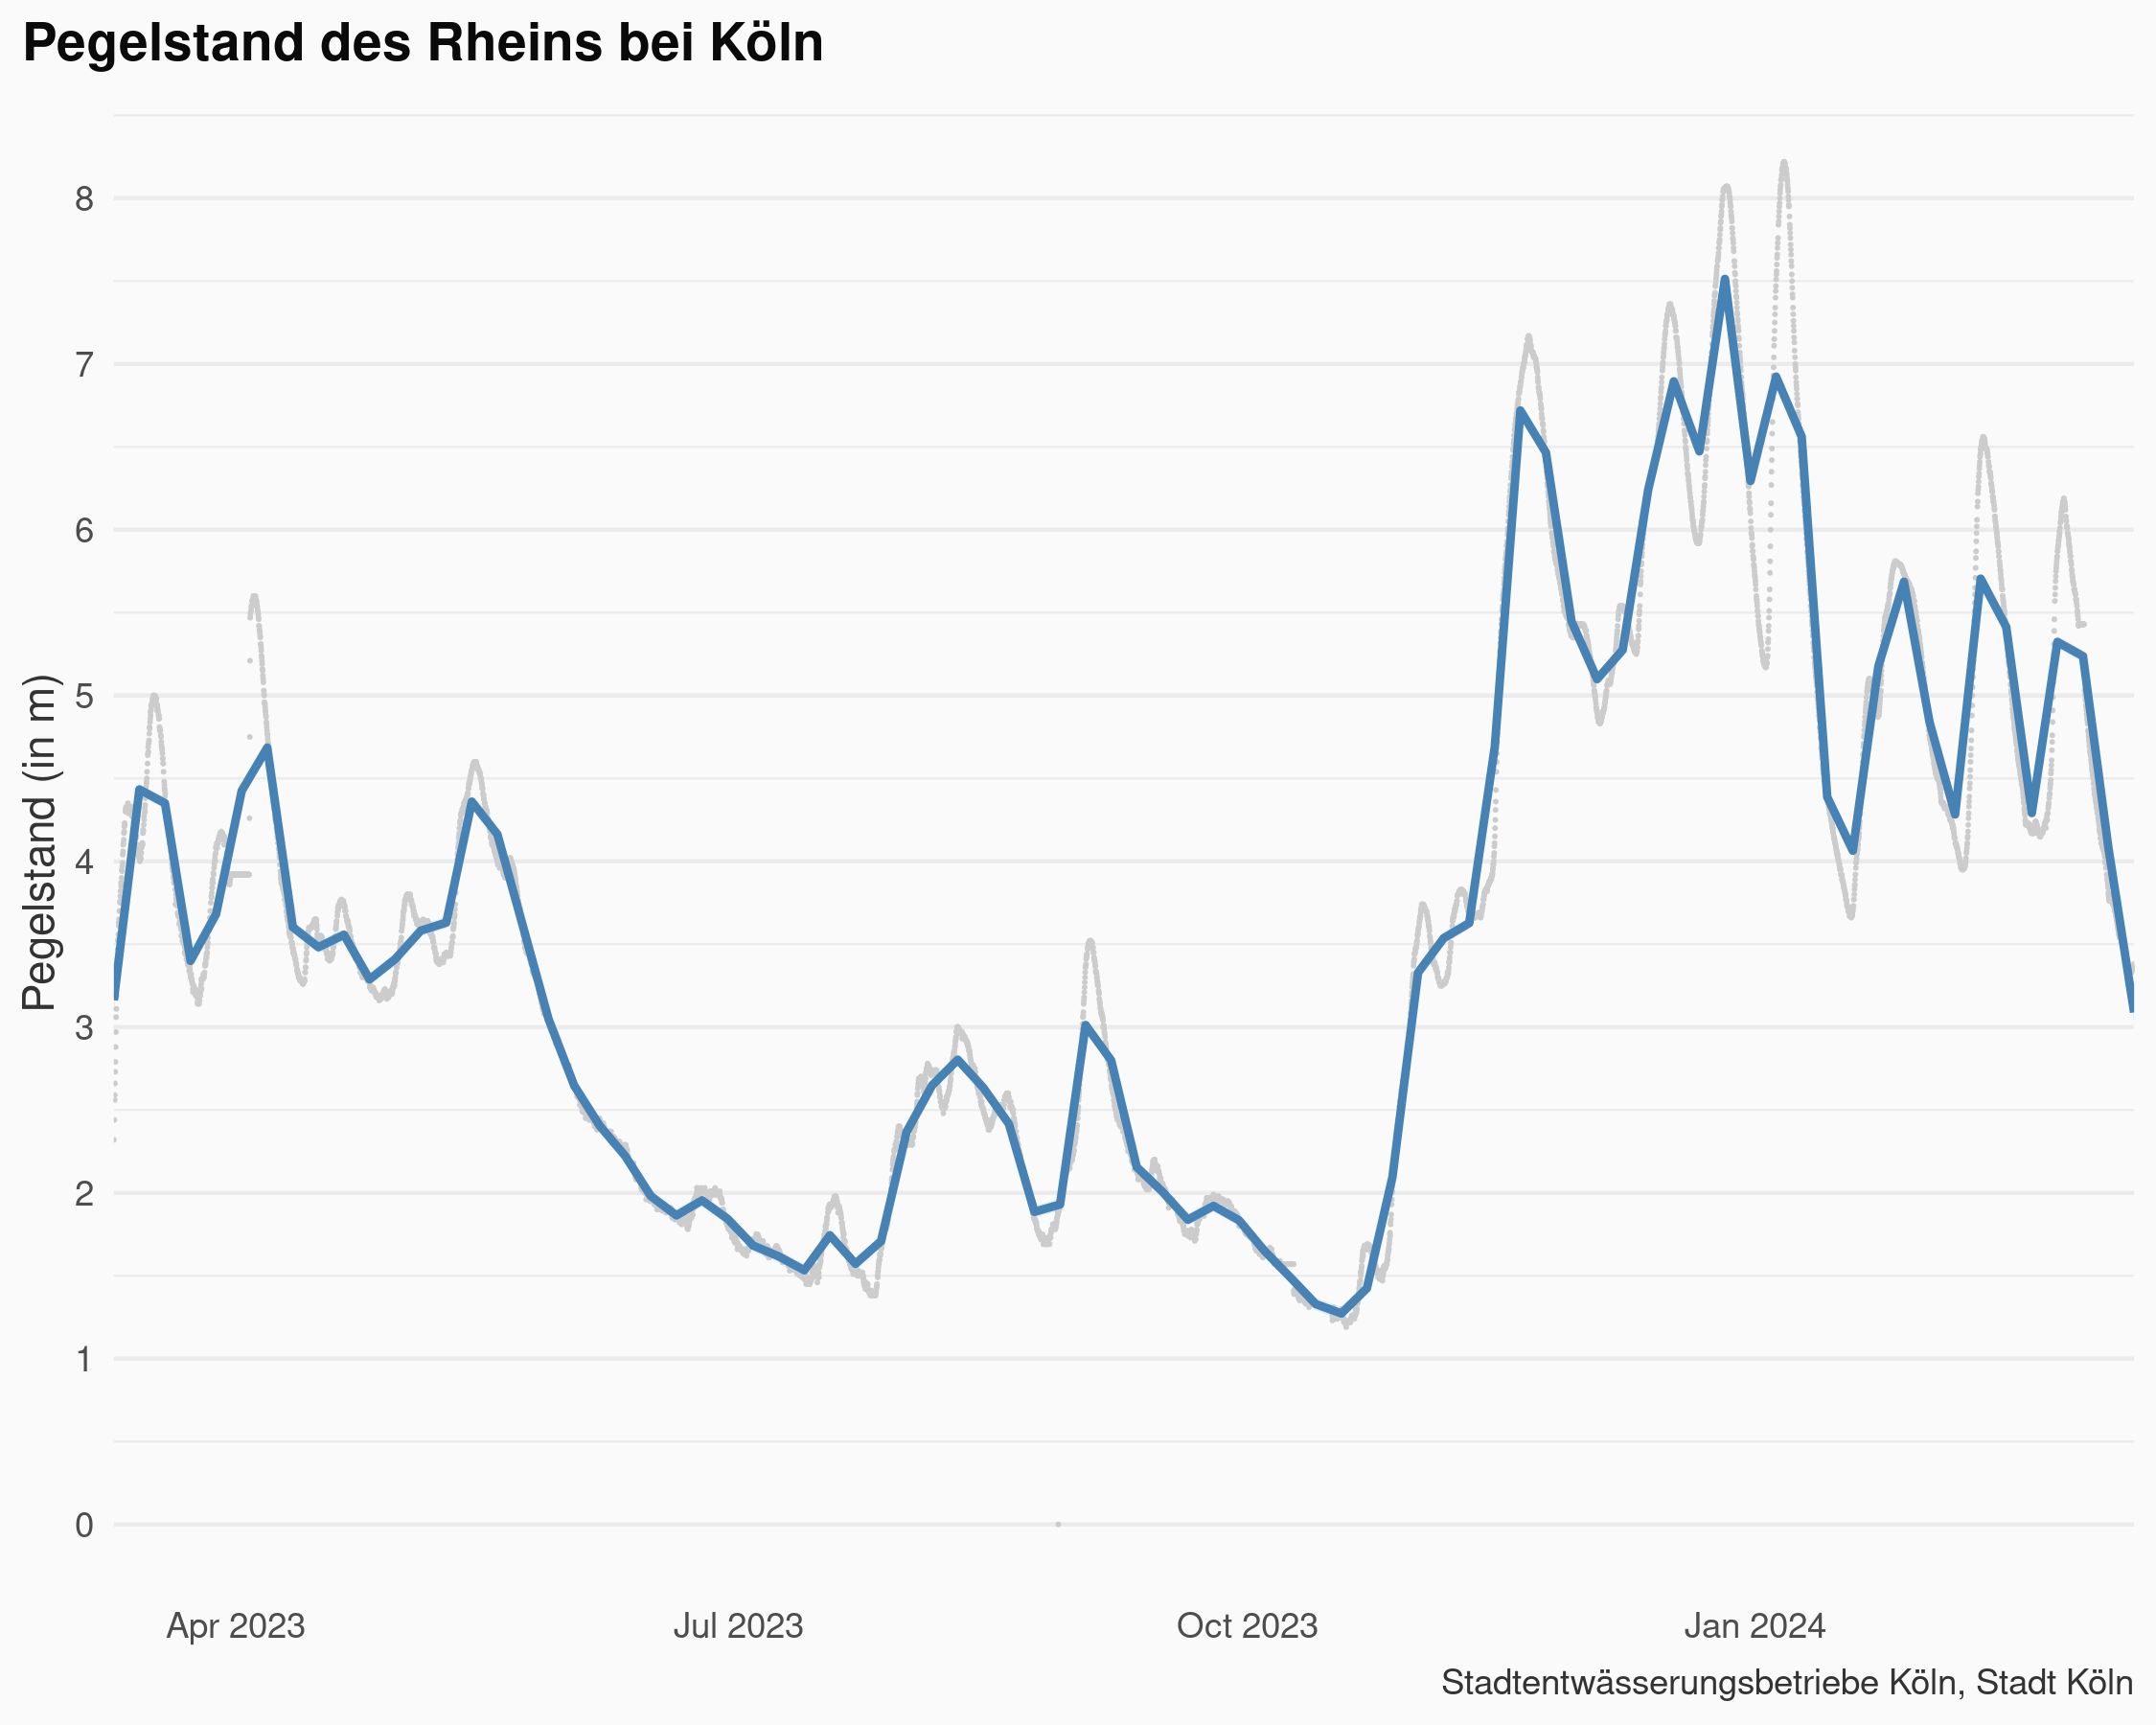 Pegelstand des Rheins bei Köln
Pegelstand (in m)
8
7
6
5
4
3
2
1
0
Apr 2023
Jul 2023
Oct 2023
Jan 2024
Stadtentwässerungsbetriebe Köln, Stadt Köln